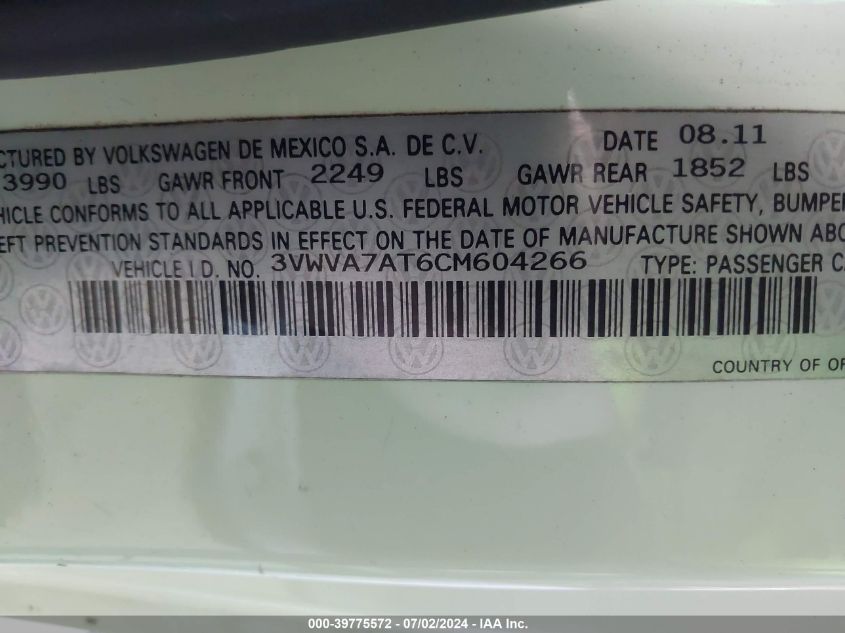 CTURED BY VOLKSWAGEN DE MEXICO S.A. DE C.V. DATE 08.11
3990 LBS GAWR FRONT 2249 LBS GAWR REAR 1852 LBS
HICLE CONFORMS TO ALL APPLICABLE U.S. FEDERAL MOTOR VEHICLE SAFETY, BUMPER
EFT PREVENTION STANDARDS IN EFFECT ON THE DATE OF MANUFACTURE SHOWN ABO
VEHICLE I.D. NO. 3VWVA7AT6CM604266 TYPE: PASSENGER CA
COUNTRY OF OR
000-39775572 / 07/02/2024 - IAA Inc.